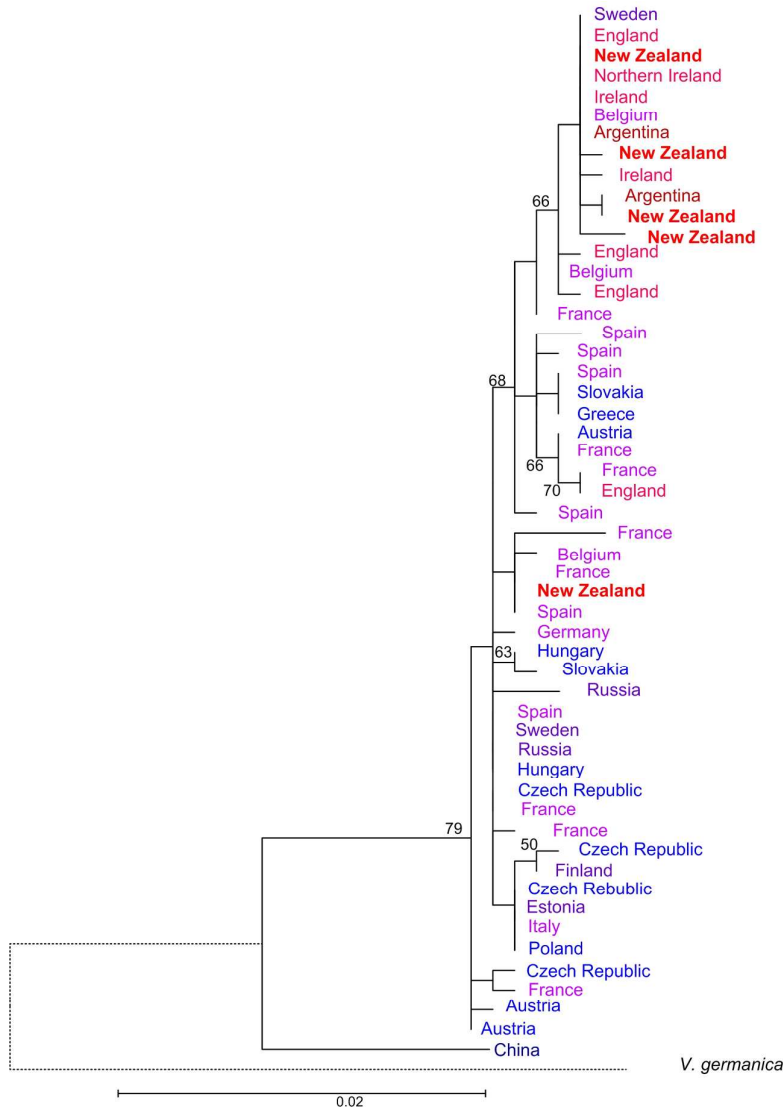 Sweden
England
New Zealand
Northern Ireland
Ireland
Belgium
Argentina
New Zealand
Ireland
Argentina
66
New Zealand
New Zealand
England
Belgium
England
France
Spain
Spain
Spain
68
Slovakia
Greece
Austria
France
66
France
70
England
Spain
France
Belgium
France
New Zealand
Spain
Germany
63
Hungary
Slovakia
Russia
Spain
Sweden
Russia
Hungary
Czech Republic
France
79
France
50
Czech Republic
Finland
Czech Rebublic
Estonia
Italy
Poland
Czech Republic
France
Austria
Austria
China
V. germanica
0.02